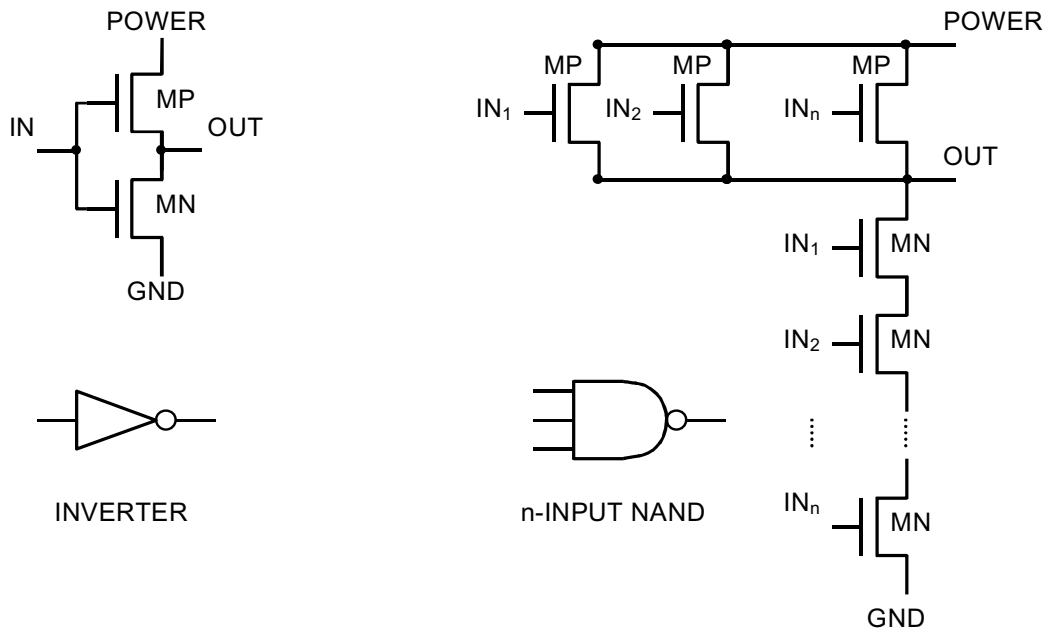 POWER
MP
IN
OUT
MN
GND
INVERTER
POWER
MP
MP
MP
IN₁
IN₂
INₙ
OUT
IN₁
MN
IN₂
MN
INₙ
MN
GND
n-INPUT NAND